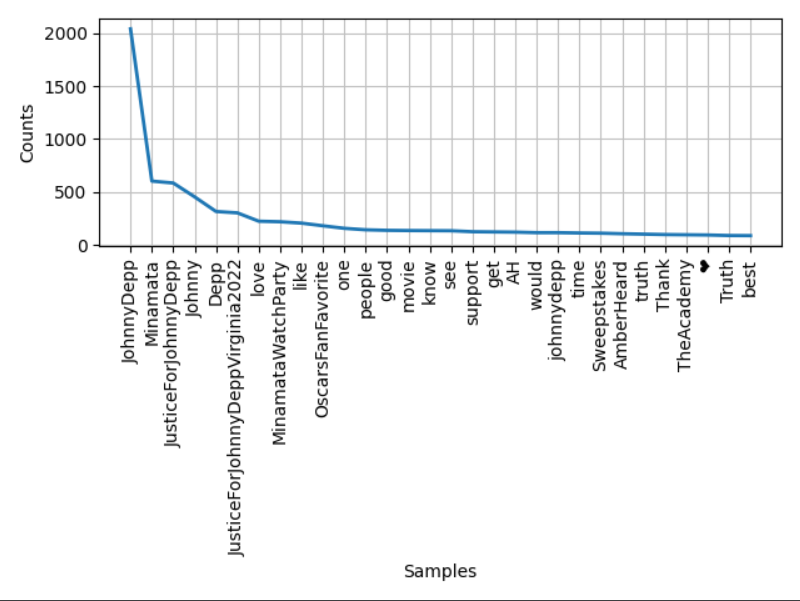 2000
1500
1000
500
0
Counts
JohnnyDepp
Minamata
JusticeForJohnnyDepp
Johnny
Depp
JusticeForJohnnyDeppVirginia2022
love
MinamataWatchParty
like
OscarsFanFavorite
one
people
good
movie
know
see
support
get
AH
would
johnnydepp
time
Sweepstakes
AmberHeard
truth
Thank
TheAcademy
❤
Truth
best
Samples